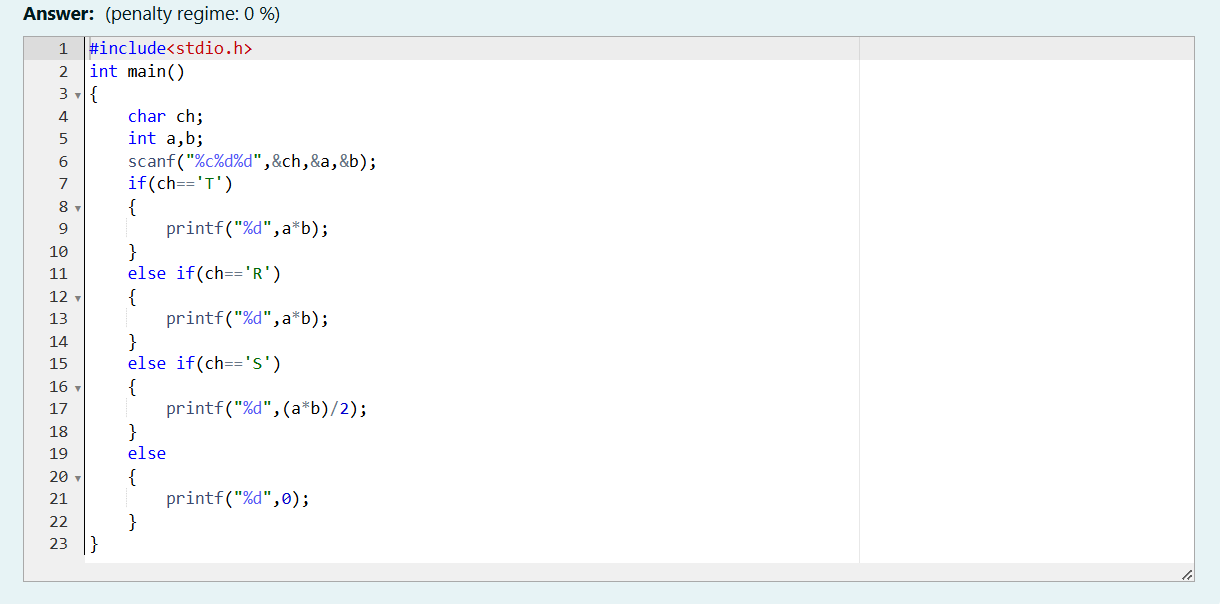 Answer: (penalty regime: 0 %)
1 #include<stdio.h>
2 int main()
3 {
4     char ch;
5     int a,b;
6     scanf("%c%d%d",&ch,&a,&b);
7     if(ch=='T')
8     {
9         printf("%d",a*b);
10     }
11     else if(ch=='R')
12     {
13         printf("%d",a*b);
14     }
15     else if(ch=='S')
16     {
17         printf("%d",(a*b)/2);
18     }
19     else
20     {
21         printf("%d",0);
22     }
23 }